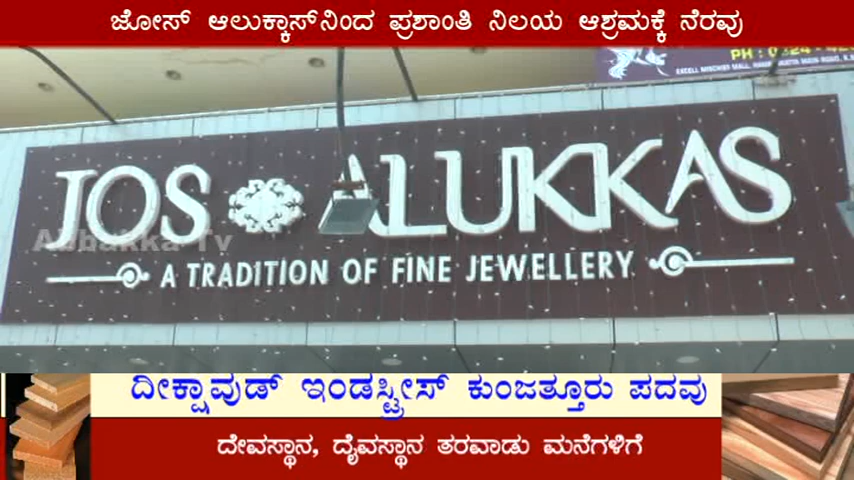 ಜೋಸ್ ಆಲುಕ್ಕಾಸ್‌ನಿಂದ ಪ್ರಶಾಂತಿ ನಿಲಯ ಆಶ್ರಮಕ್ಕೆ ನೆರವು
JOS ALUKKAS
Abbakka Tv
A TRADITION OF FINE JEWELLERY
ದೀಕ್ಷಾವುಡ್ ಇಂಡಸ್ಟ್ರೀಸ್ ಕುಂಜತ್ತೂರು ಪದವು
ದೇವಸ್ಥಾನ, ದೈವಸ್ಥಾನ ತರವಾಡು ಮನೆಗಳಿಗೆ